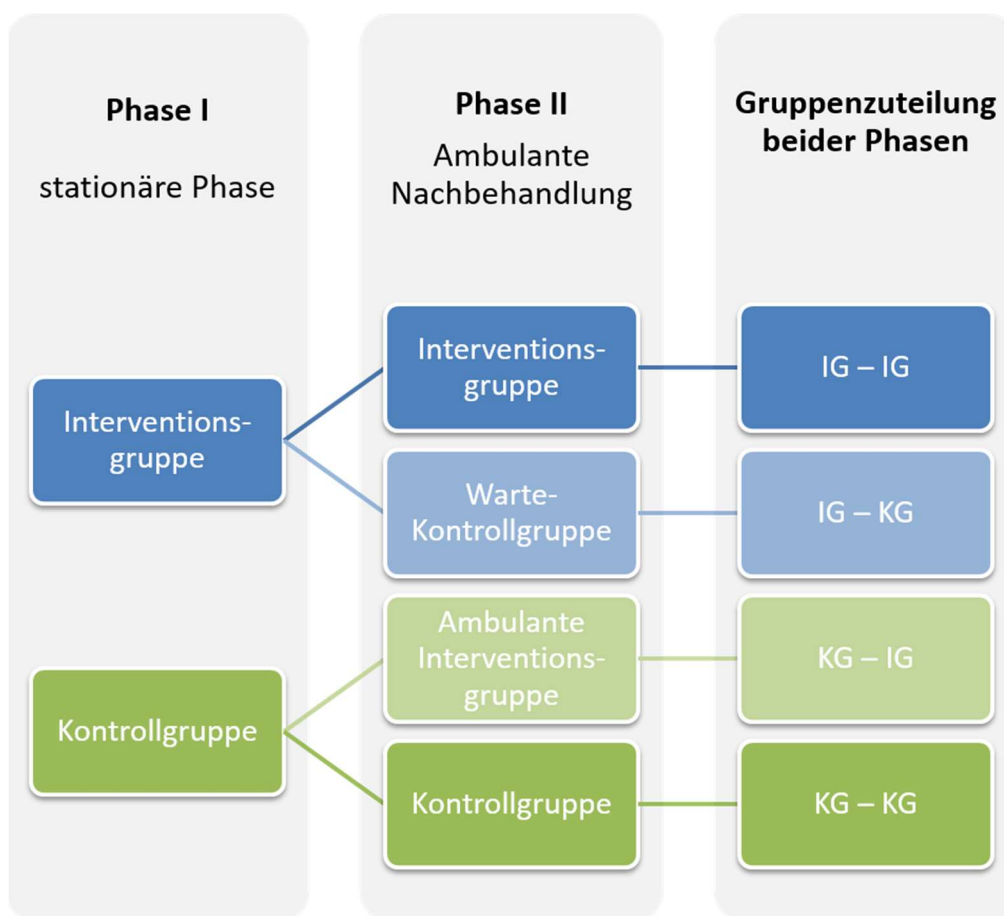 Phase I
stationäre Phase
Phase II
Ambulante
Nachbehandlung
Gruppenzuteilung
beider Phasen
Interventions-
gruppe
Kontrollgruppe
Interventions-
gruppe
Warte-
Kontrollgruppe
Ambulante
Interventions-
gruppe
Kontrollgruppe
IG – IG
IG – KG
KG – IG
KG – KG